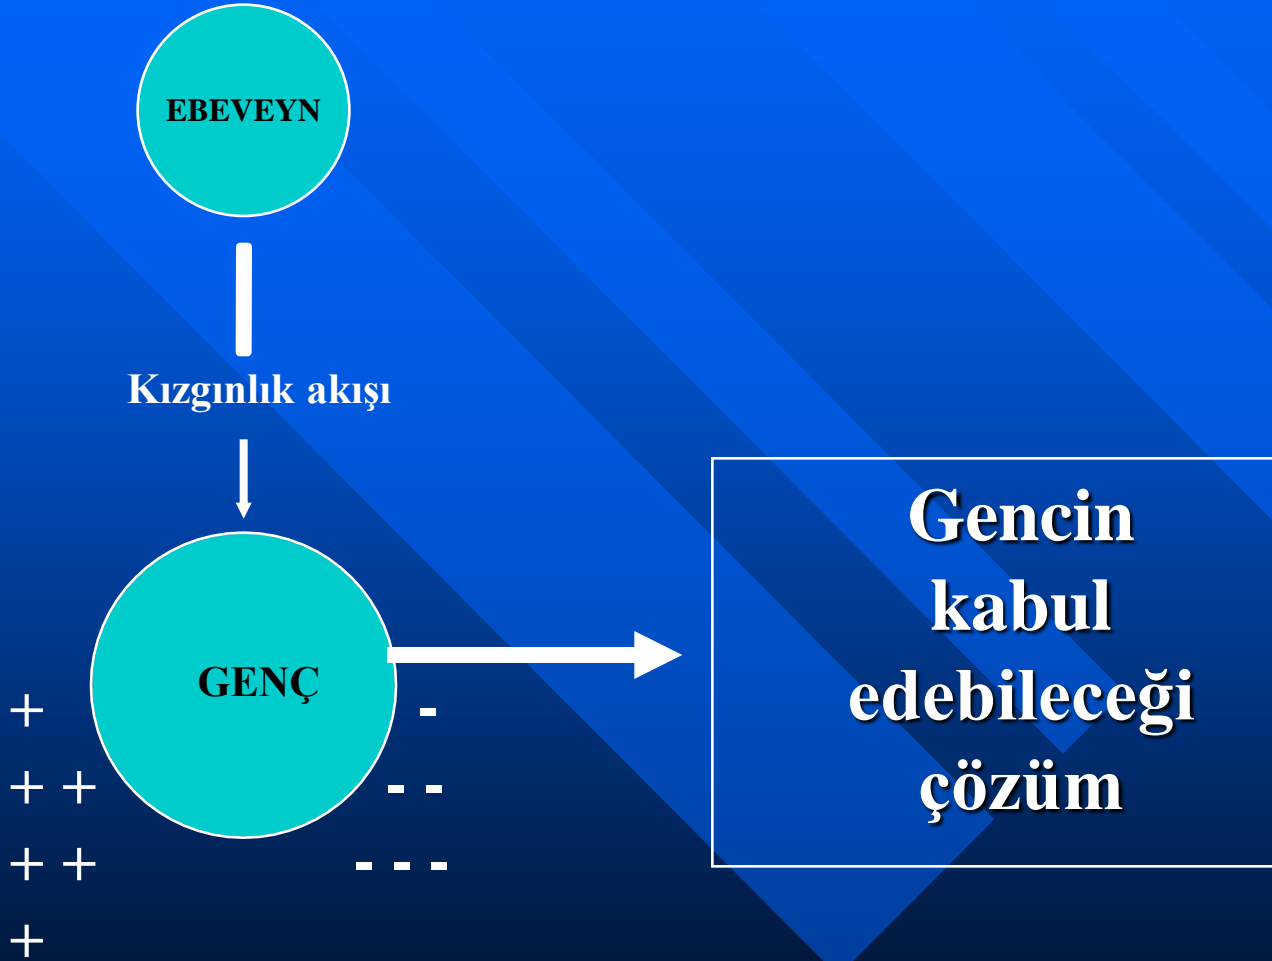 EBEVEYN
Kızgınlık akışı
Gencin
kabul
edebileceği
çözüm
GENÇ
+
-
+ +
- -
+ +
- - -
+